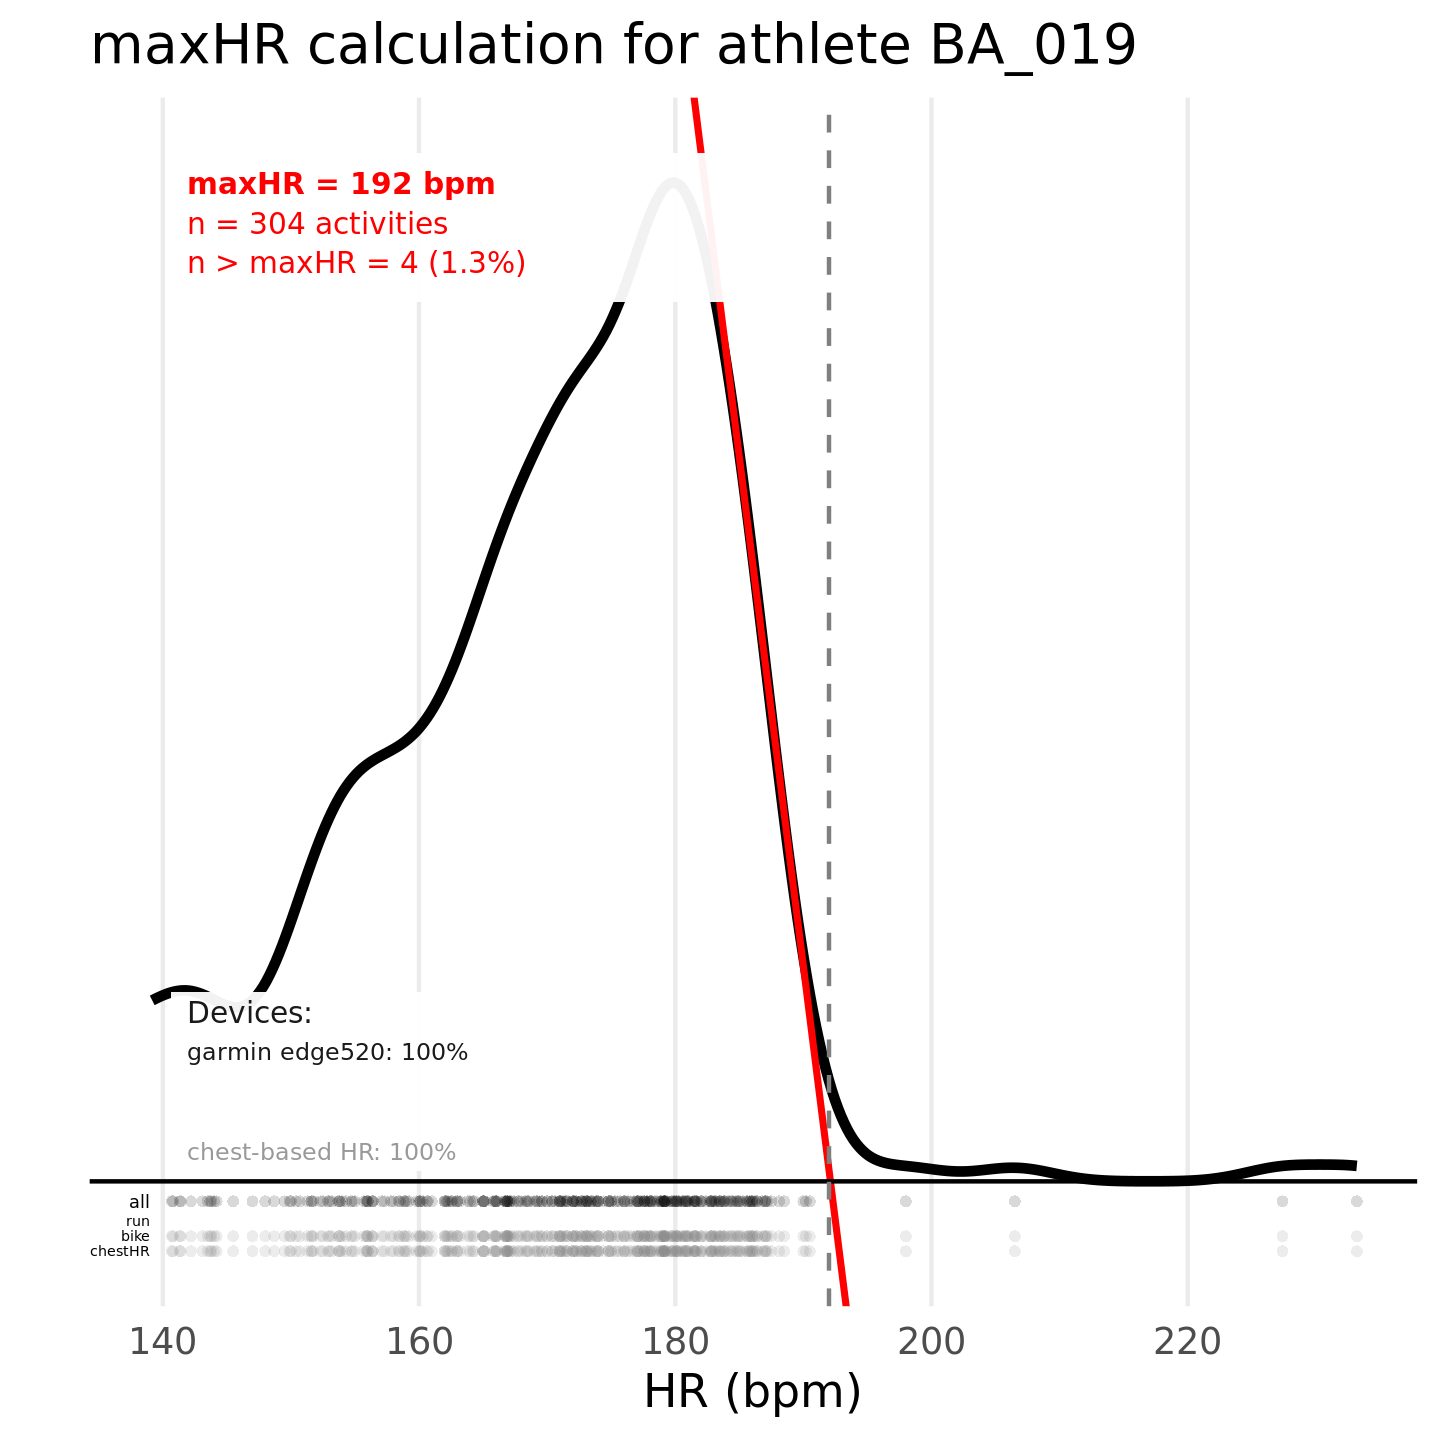 maxHR calculation for athlete BA_019
maxHR = 192 bpm
n = 304 activities
n > maxHR = 4 (1.3%)
Devices:
garmin edge520: 100%
chest-based HR: 100%
all
run
bike
chestHR
140 160 180 200 220
HR (bpm)